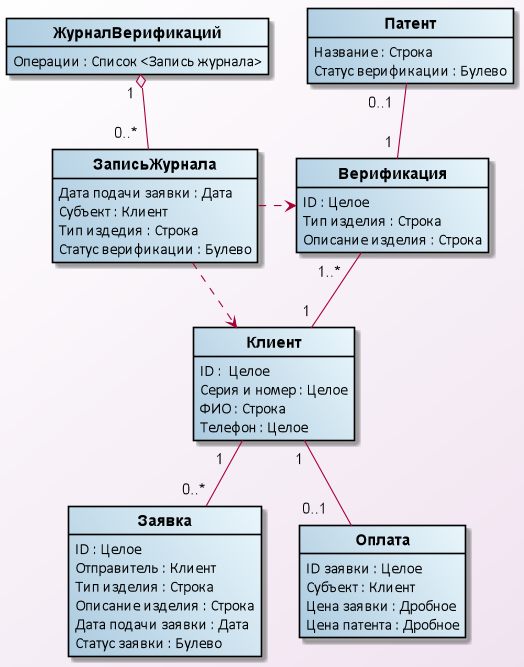 ЖурналВерификаций
Операции : Список <Запись журнала>
Патент
Название : Строка
Статус верификации : Булево
1
0..*
0..1
1
ЗаписьЖурнала
Дата подачи заявки : Дата
Субъект : Клиент
Тип издедия : Строка
Статус верификации : Булево
Верификация
ID : Целое
Тип изделия : Строка
Описание изделия : Строка
1..*
1
Клиент
ID :  Целое
Серия и номер : Целое
ФИО : Строка
Телефон : Целое
1
0..*
1
0..1
Заявка
ID : Целое
Отправитель : Клиент
Тип изделия : Строка
Описание изделия : Строка
Дата подачи заявки : Дата
Статус заявки : Булево
Оплата
ID заявки : Целое
Субъект : Клиент
Цена заявки : Дробное
Цена патента : Дробное